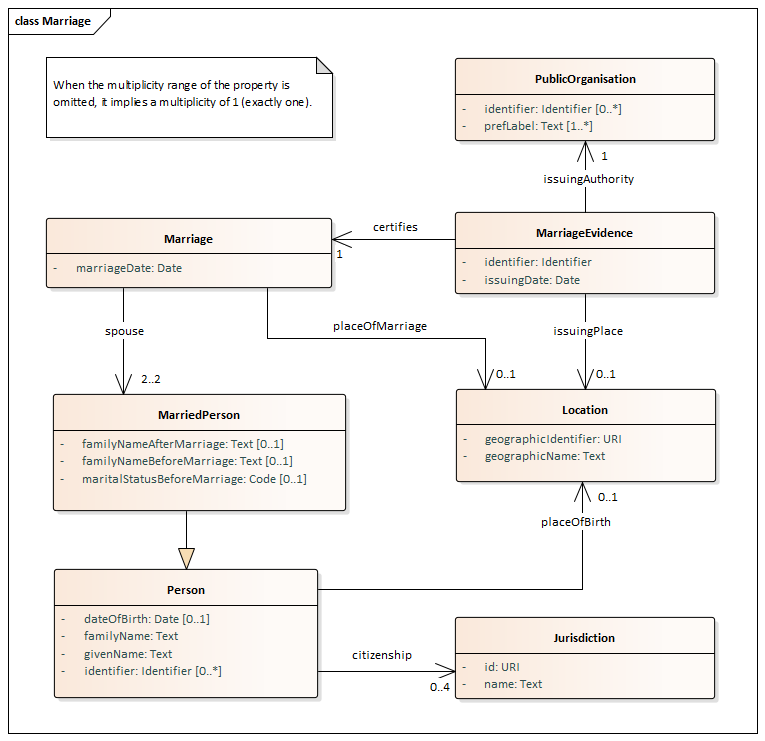 class Marriage
When the multiplicity range of the property is
omitted, it implies a multiplicity of 1 (exactly one).
PublicOrganisation
- identifier: Identifier [0..*]
- prefLabel: Text [1..*]
1
issuingAuthority
Marriage
- marriageDate: Date
certifies
1
MarriageEvidence
- identifier: Identifier
- issuingDate: Date
spouse
2..2
placeOfMarriage
0..1
issuingPlace
0..1
MarriedPerson
- familyNameAfterMarriage: Text [0..1]
- familyNameBeforeMarriage: Text [0..1]
- maritalStatusBeforeMarriage: Code [0..1]
Location
- geographicIdentifier: URI
- geographicName: Text
0..1
placeOfBirth
Person
- dateOfBirth: Date [0..1]
- familyName: Text
- givenName: Text
- identifier: Identifier [0..*]
citizenship
0..4
Jurisdiction
- id: URI
- name: Text